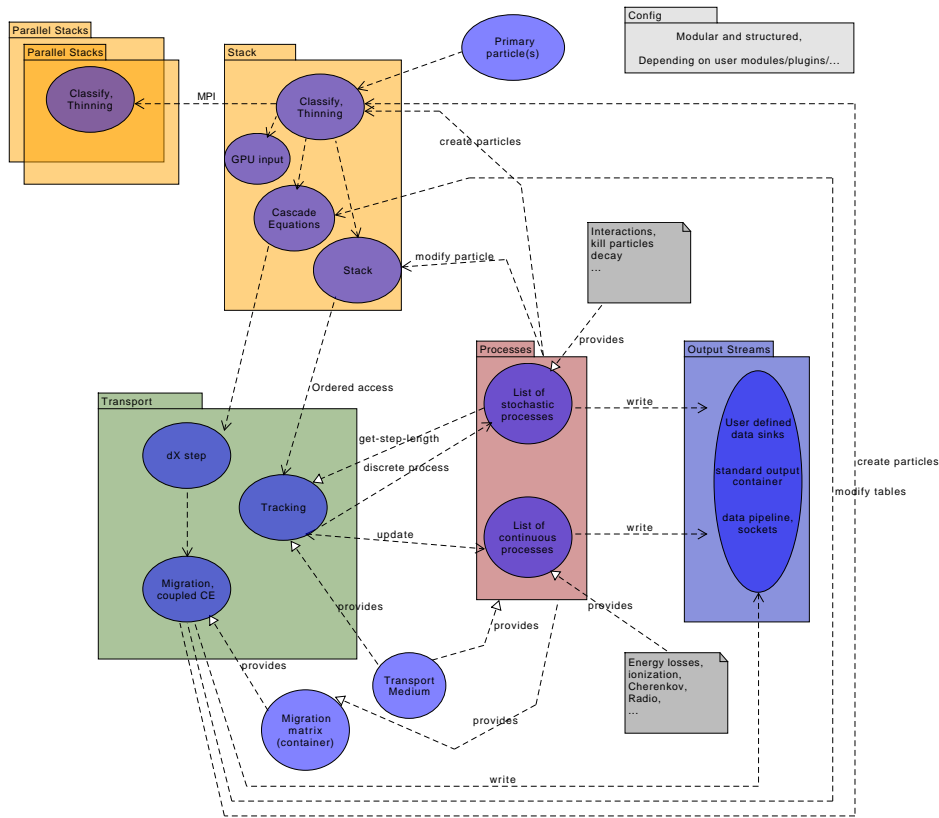 Parallel Stacks
Parallel Stacks
Classify,
Thinning
MPI
Stack
Classify,
Thinning
GPU input
Cascade
Equations
Stack
Primary
particle(s)
Config
Modular and structured,
Depending on user modules/plugins/...
create particles
modify particle
Interactions,
kill particles
decay
...
provides
Ordered access
Processes
List of
stochastic
processes
List of
continuous
processes
write
write
Output Streams
User defined
data sinks
standard output
container
data pipeline,
sockets
create particles
modify tables
Transport
dX step
Tracking
Migration,
coupled CE
get-step-length
discrete process
update
provides
provides
provides
provides
provides
Transport
Medium
Migration
matrix
(container)
Energy losses,
ionization,
Cherenkov,
Radio,
...
write